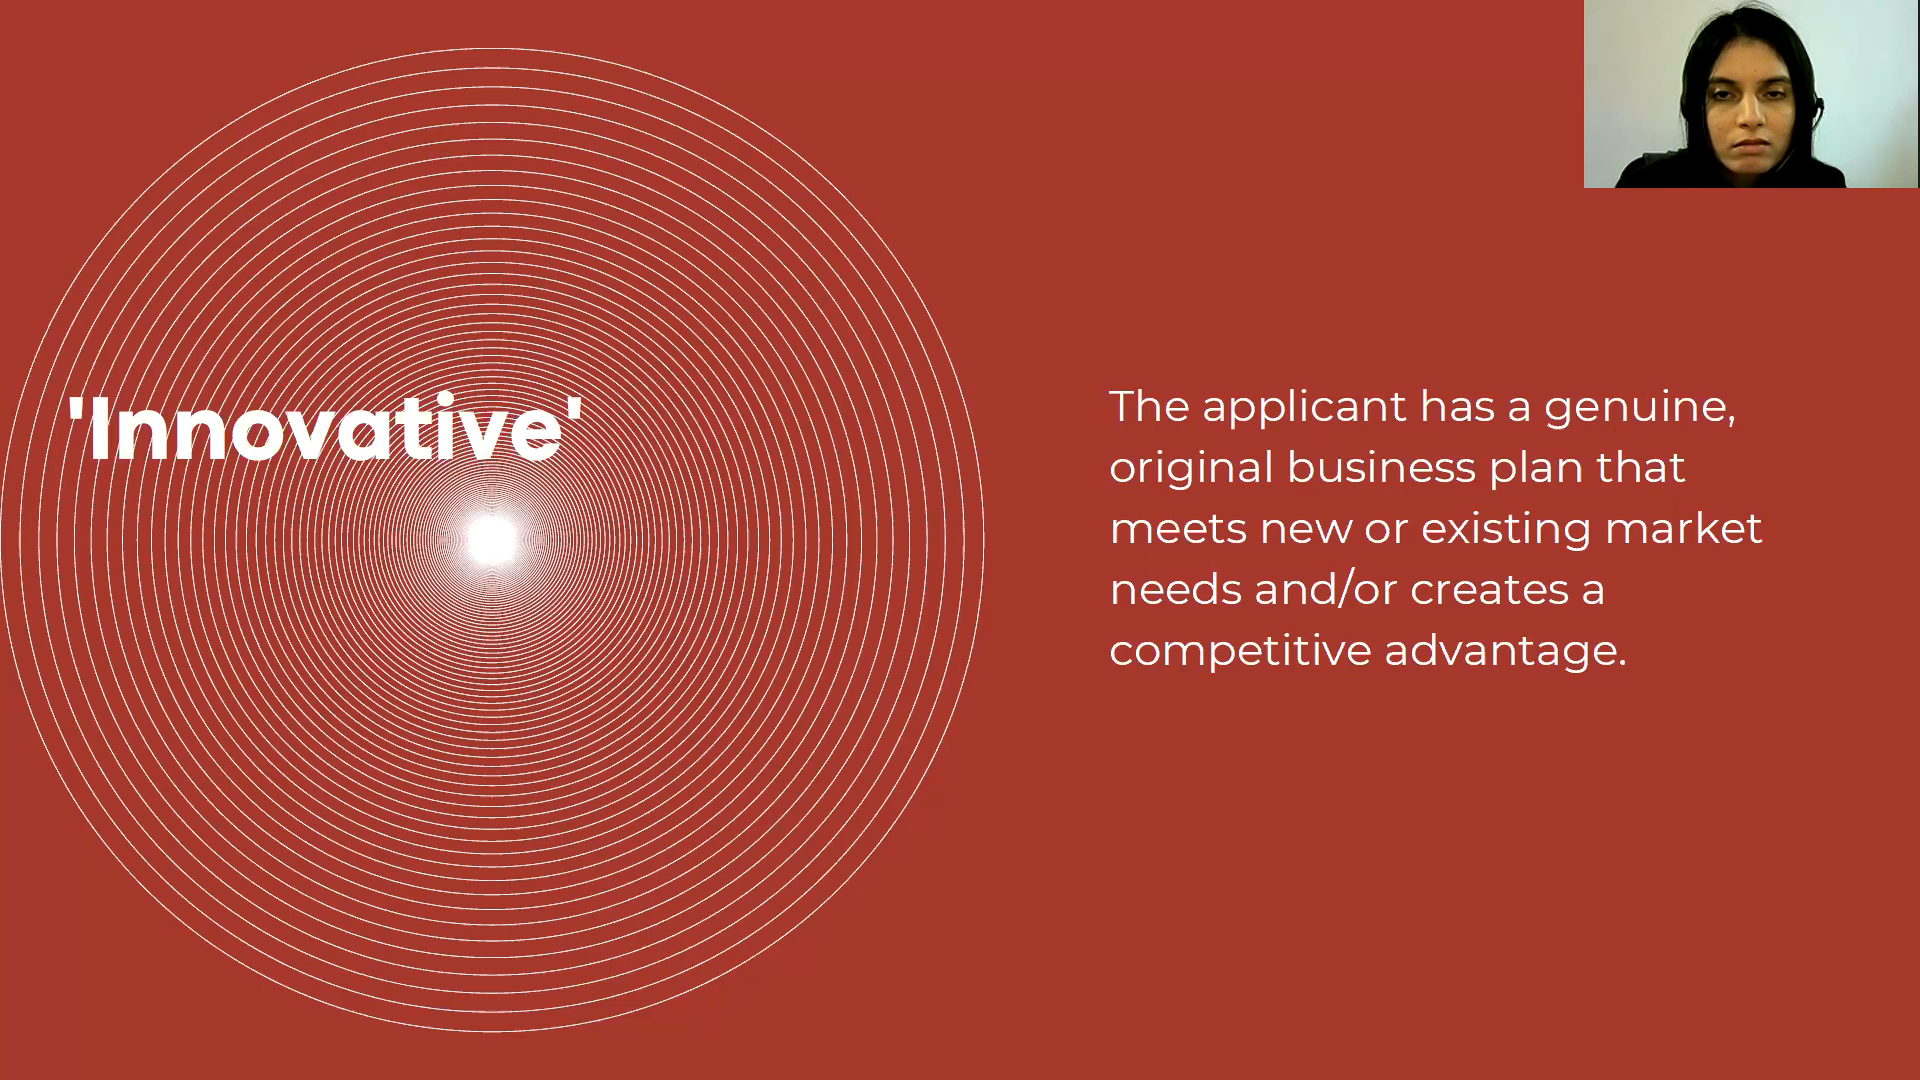 'Innovative'
The applicant has a genuine,
original business plan that
meets new or existing market
needs and/or creates a
competitive advantage.